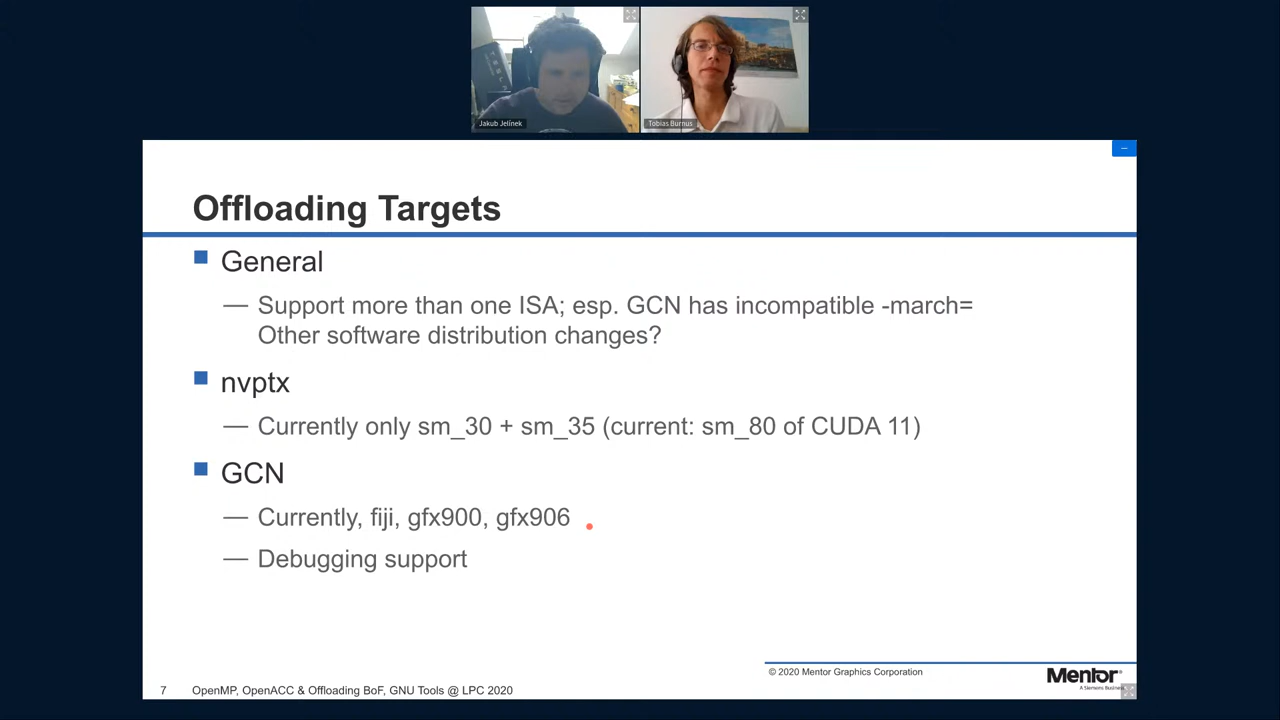 Jakub Jelínek
Tobias Burnus
Offloading Targets
General
— Support more than one ISA; esp. GCN has incompatible -march=
Other software distribution changes?
nvptx
— Currently only sm_30 + sm_35 (current: sm_80 of CUDA 11)
GCN
— Currently, fiji, gfx900, gfx906
— Debugging support
© 2020 Mentor Graphics Corporation
Mentor®
A Siemens Business
7 OpenMP, OpenACC & Offloading BoF, GNU Tools @ LPC 2020